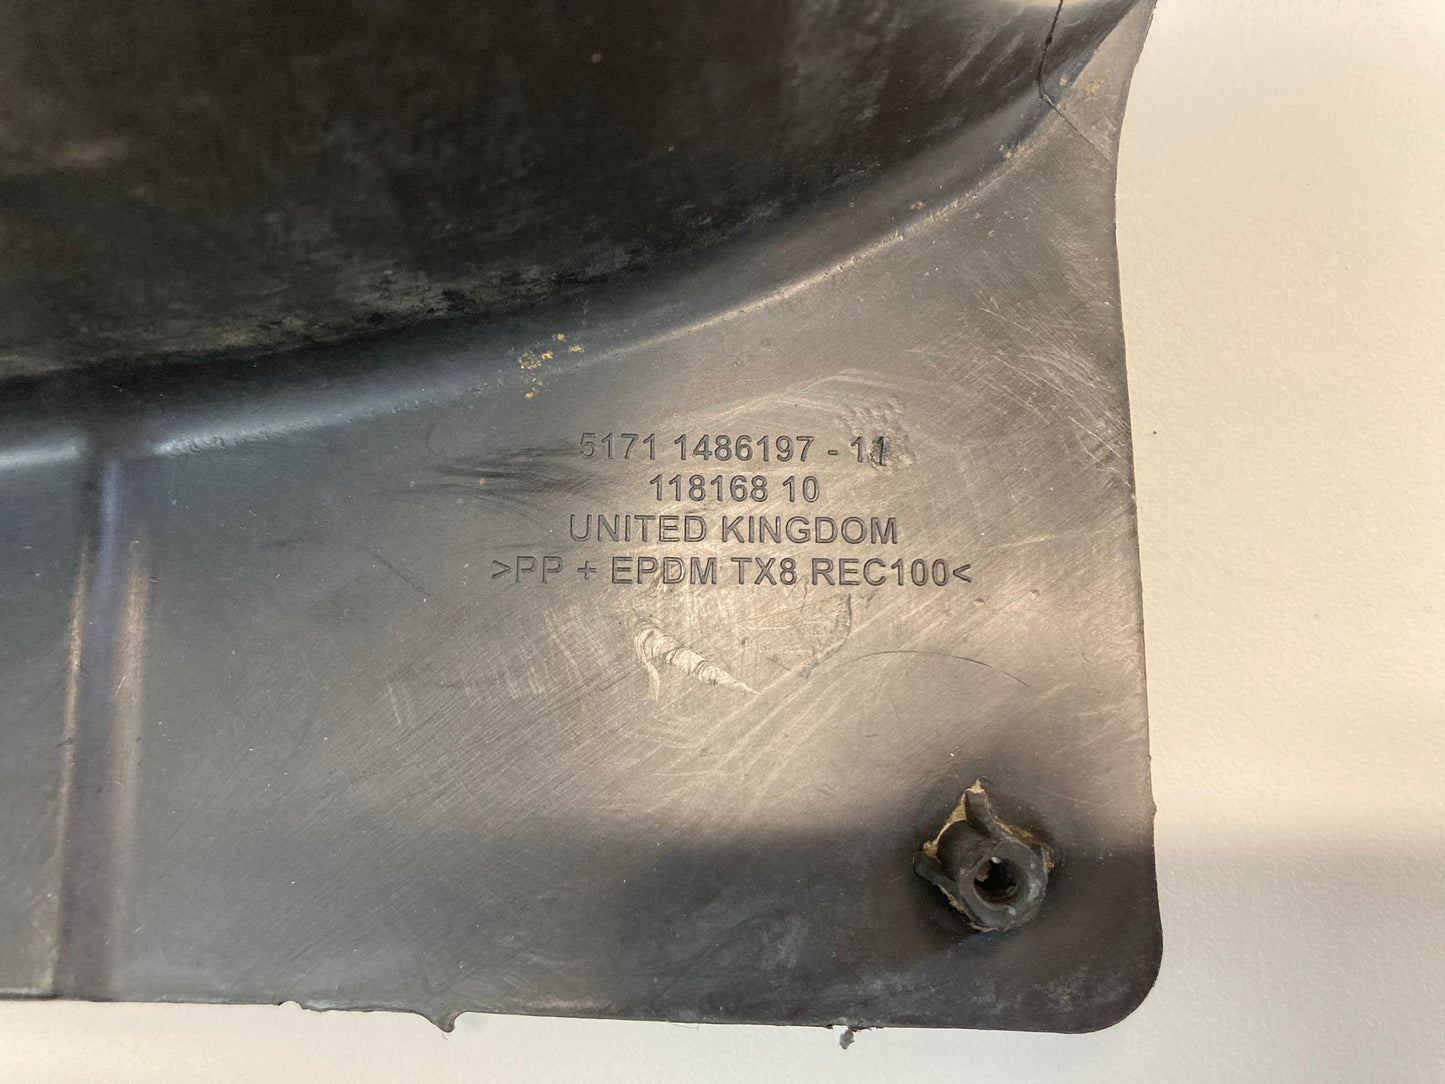 5171 1486197 - 11
118168 10
UNITED KINGDOM
>PP + EPDM TX8 REC100<